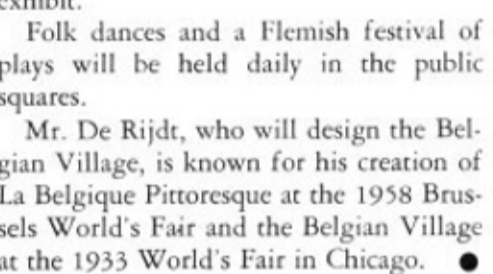 exhibit.
Folk dances and a Flemish festival of
plays will be held daily in the public
squares.
Mr. De Rijdt, who will design the Bel-
gian Village, is known for his creation of
La Belgique Pittoresque at the 1958 Brus-
sels World's Fair and the Belgian Village
at the 1933 World's Fair in Chicago. ●